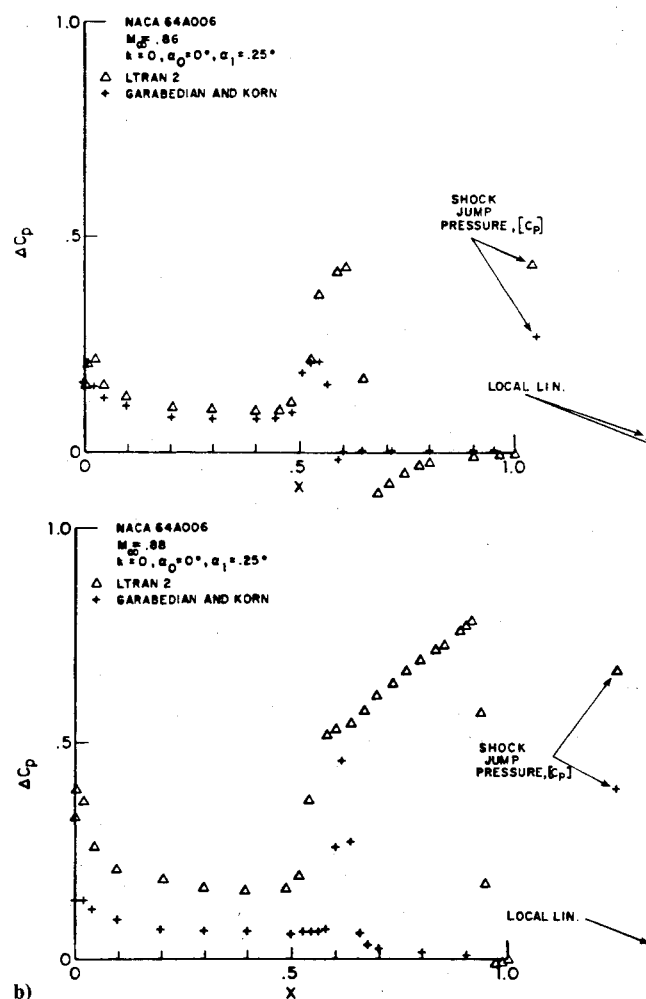 1.0
NACA 64A006
M∞=.86
k=0,α0=0°,α1=.25°
△ LTRAN 2
+ GARABEDIAN AND KORN
SHOCK
JUMP
PRESSURE,[Cp]
.5
ΔCp
LOCAL LIN.
0
0
.5
1.0
X
1.0
NACA 64A006
M∞=.88
k=0,α0=0°,α1=.25°
△ LTRAN 2
+ GARABEDIAN AND KORN
.5
ΔCp
SHOCK
JUMP
PRESSURE,[Cp]
LOCAL LIN.
0
0
.5
1.0
X
b)